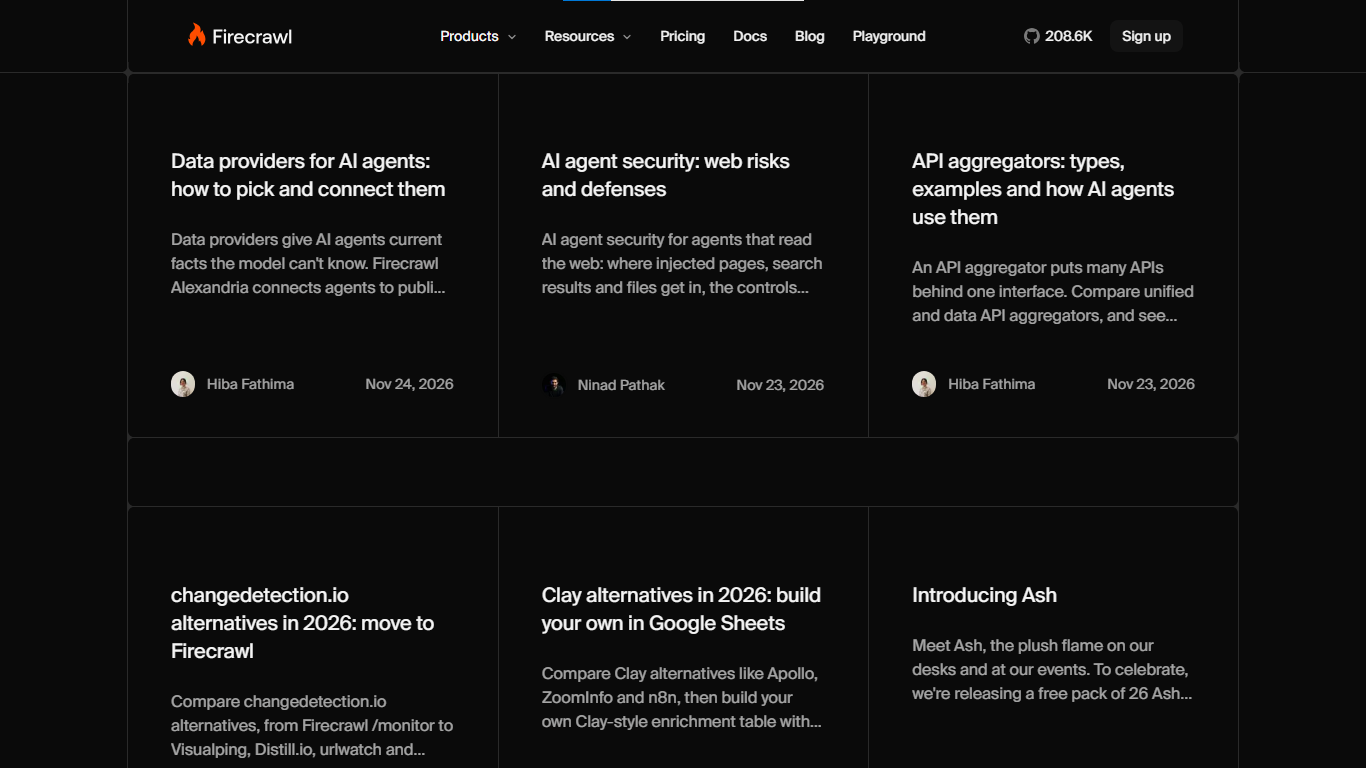 Firecrawl
Products
Resources
Pricing
Docs
Blog
Playground
208.6K
Sign up
Data providers for AI agents:
how to pick and connect them
Data providers give AI agents current
facts the model can't know. Firecrawl
Alexandria connects agents to publi...
Hiba Fathima
Nov 24, 2026
AI agent security: web risks
and defenses
AI agent security for agents that read
the web: where injected pages, search
results and files get in, the controls...
Ninad Pathak
Nov 23, 2026
API aggregators: types,
examples and how AI agents
use them
An API aggregator puts many APIs
behind one interface. Compare unified
and data API aggregators, and see...
Hiba Fathima
Nov 23, 2026
changedetection.io
alternatives in 2026: move to
Firecrawl
Compare changedetection.io
alternatives, from Firecrawl /monitor to
Visualping, Distill.io, urlwatch and...
Clay alternatives in 2026: build
your own in Google Sheets
Compare Clay alternatives like Apollo,
ZoomInfo and n8n, then build your
own Clay-style enrichment table with...
Introducing Ash
Meet Ash, the plush flame on our
desks and at our events. To celebrate,
we're releasing a free pack of 26 Ash...